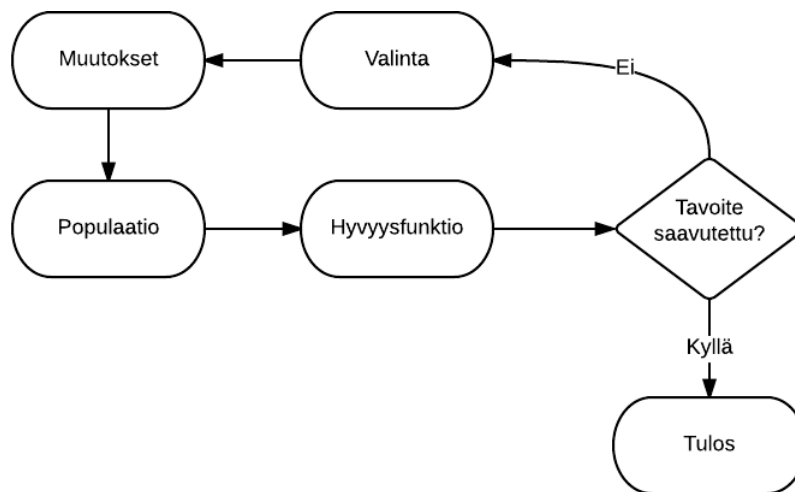 Muutokset
Valinta
Ei
Populaatio
Hyvyysfunktio
Tavoite
saavutettu?
Kyllä
Tulos